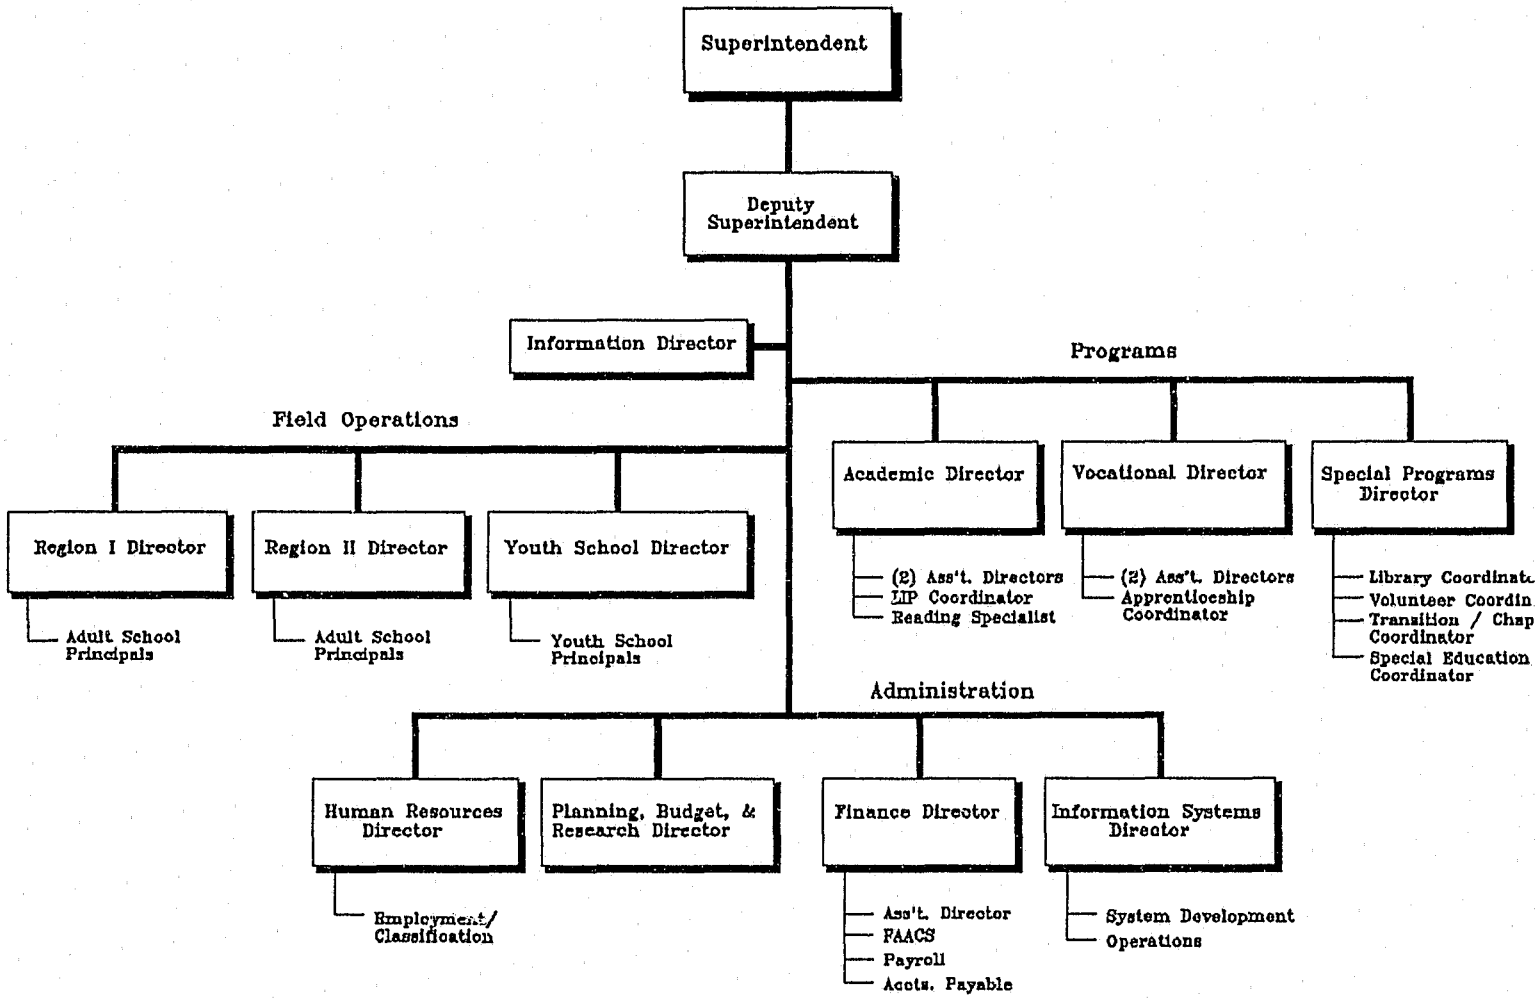 Superintendent
Deputy
Superintendent
Information Director
Programs
Field Operations
Academic Director
Vocational Director
Special Programs
Director
Region I Director
Region II Director
Youth School Director
(2) Ass't. Directors
LIP Coordinator
Reading Specialist
(2) Ass't. Directors
Apprenticeship
Coordinator
Library
Volunteer
Transition /
Coordinator
Special Education
Coordinator
Adult School
Principals
Adult School
Principals
Youth School
Principals
Administration
Human Resources
Director
Planning, Budget, &
Research Director
Finance Director
Information Systems
Director
Employment/
Classification
Ass't. Director
FAACS
Payroll
Accts. Payable
System Development
Operations